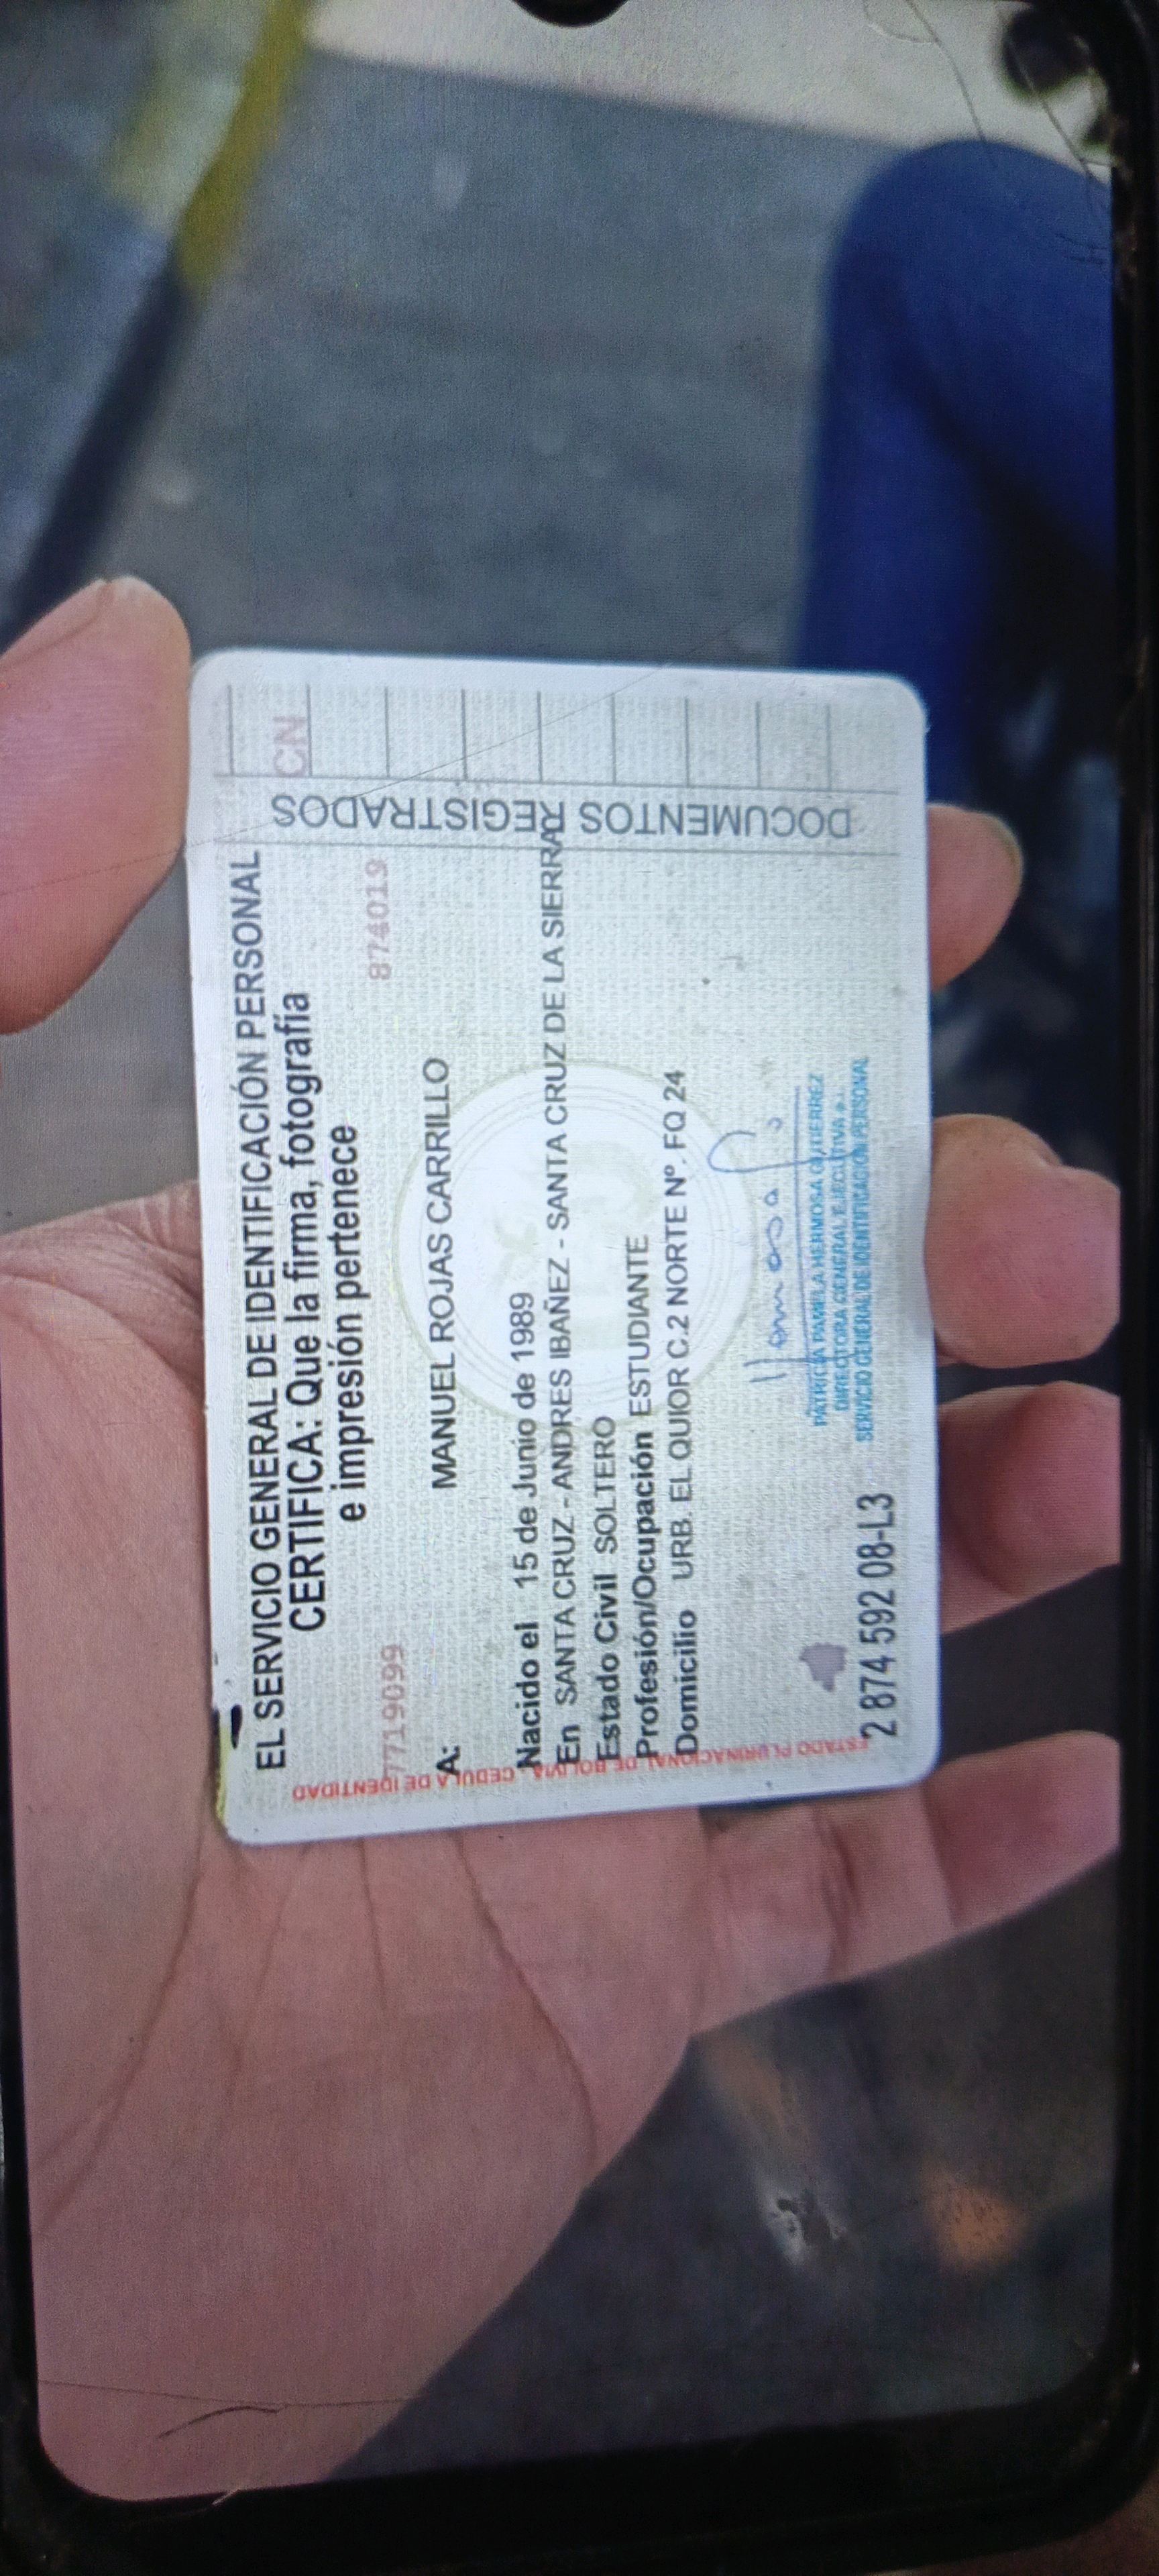 EL SERVICIO GENERAL DE IDENTIFICACIÓN PERSONAL
CERTIFICA: Que la firma, fotografía
e impresión pertenece
7719099
874019
A:
MANUEL ROJAS CARRILLO
Nacido el 15 de Junio de 1989
En SANTA CRUZ - ANDRES IBAÑEZ - SANTA CRUZ DE LA SIERRA
Estado Civil SOLTERO
Profesión/Ocupación ESTUDIANTE
Domicilio URB. EL QUIOR C.2 NORTE Nº. FQ 24
PATRICIA PAMELA HERMOSA GUTIERREZ
DIRECTORA GENERAL EJECUTIVA
SERVICIO GENERAL DE IDENTIFICACIÓN PERSONAL
2 874 592 08-L3
ESTADO PLURINACIONAL DE BOLIVIA CEDULA DE IDENTIDAD
DOCUMENTOS REGISTRADOS
CN